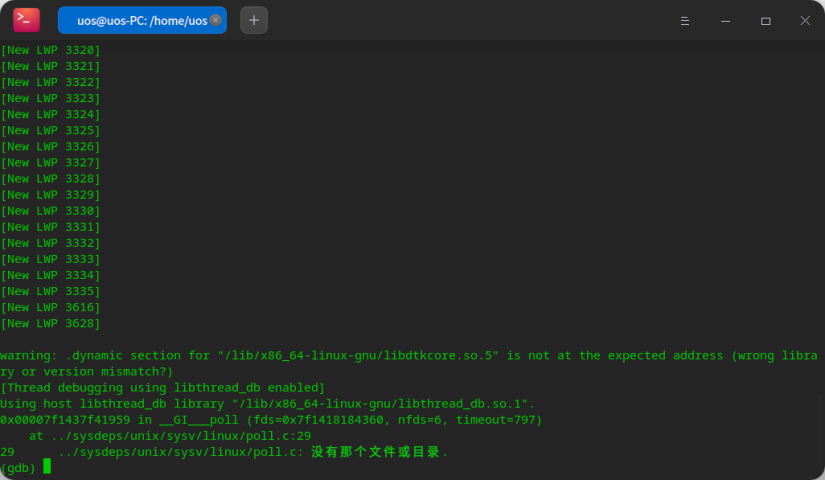 uos@uos-PC: /home/uos
[New LWP 3320]
[New LWP 3321]
[New LWP 3322]
[New LWP 3323]
[New LWP 3324]
[New LWP 3325]
[New LWP 3326]
[New LWP 3327]
[New LWP 3328]
[New LWP 3329]
[New LWP 3330]
[New LWP 3331]
[New LWP 3332]
[New LWP 3333]
[New LWP 3334]
[New LWP 3335]
[New LWP 3616]
[New LWP 3628]
warning: .dynamic section for "/lib/x86_64-linux-gnu/libdtkcore.so.5" is not at the expected address (wrong libra
ry or version mismatch?)
[Thread debugging using libthread_db enabled]
Using host libthread_db library "/lib/x86_64-linux-gnu/libthread_db.so.1".
0x00007f1437f41959 in __GI___poll (fds=0x7f1418184360, nfds=6, timeout=797)
    at ../sysdeps/unix/sysv/linux/poll.c:29
29      ../sysdeps/unix/sysv/linux/poll.c: 没有那个文件或目录.
(gdb)